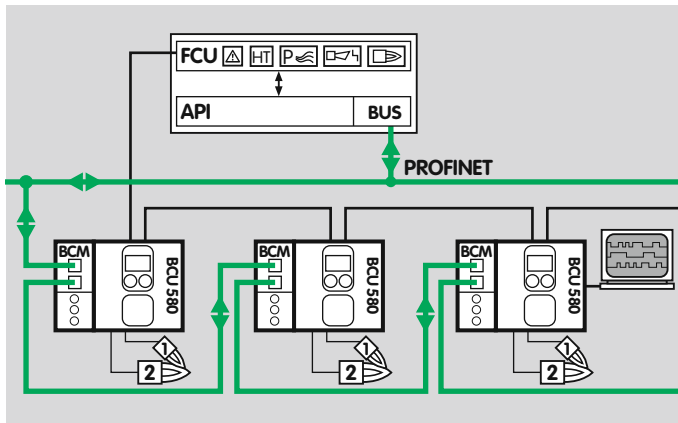 FCU HT P
API BUS
PROFINET
BCM BCU 580
BCM BCU 580
BCM BCU 580
1
2
1
2
1
2